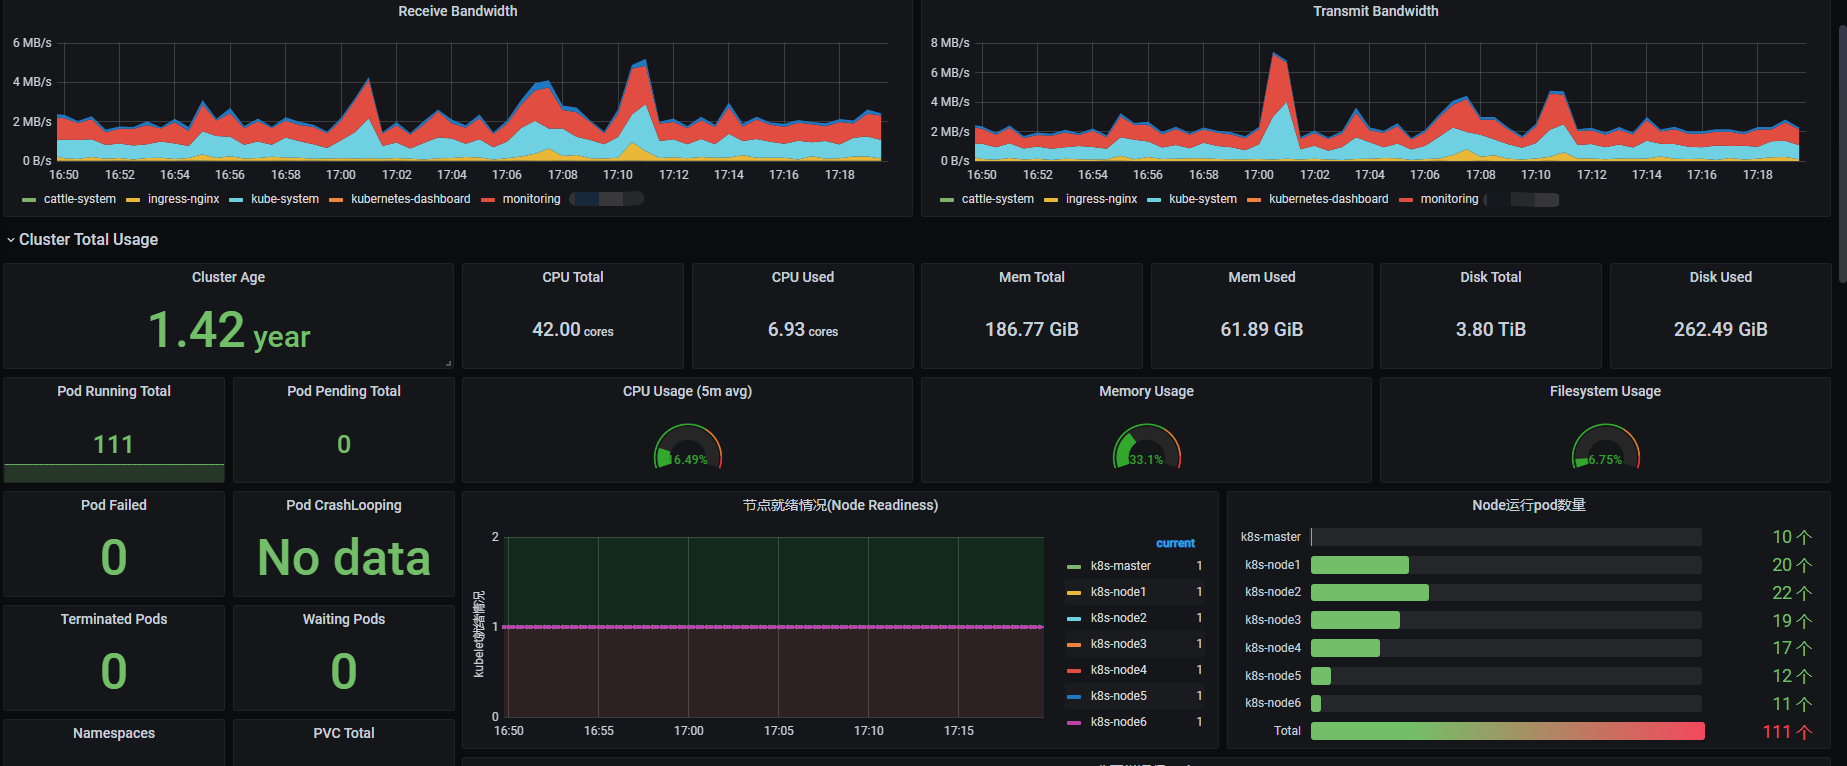 Receive Bandwidth
6 MB/s
4 MB/s
2 MB/s
0 B/s
16:50 16:52 16:54 16:56 16:58 17:00 17:02 17:04 17:06 17:08 17:10 17:12 17:14 17:16 17:18
cattle-system ingress-nginx kube-system kubernetes-dashboard monitoring
Transmit Bandwidth
8 MB/s
6 MB/s
4 MB/s
2 MB/s
0 B/s
16:50 16:52 16:54 16:56 16:58 17:00 17:02 17:04 17:06 17:08 17:10 17:12 17:14 17:16 17:18
cattle-system ingress-nginx kube-system kubernetes-dashboard monitoring
Cluster Total Usage
Cluster Age
1.42 year
CPU Total
42.00 cores
CPU Used
6.93 cores
Mem Total
186.77 GiB
Mem Used
61.89 GiB
Disk Total
3.80 TiB
Disk Used
262.49 GiB
Pod Running Total
111
Pod Pending Total
0
CPU Usage (5m avg)
16.49%
Memory Usage
33.1%
Filesystem Usage
6.75%
Pod Failed
0
Pod CrashLooping
No data
Terminated Pods
0
Waiting Pods
0
Namespaces
PVC Total
节点就绪情况(Node Readiness)
kubelet就绪情况
2
1
0
16:50 16:55 17:00 17:05 17:10 17:15
current
k8s-master 1
k8s-node1 1
k8s-node2 1
k8s-node3 1
k8s-node4 1
k8s-node5 1
k8s-node6 1
Node运行pod数量
k8s-master 10 个
k8s-node1 20 个
k8s-node2 22 个
k8s-node3 19 个
k8s-node4 17 个
k8s-node5 12 个
k8s-node6 11 个
Total 111 个